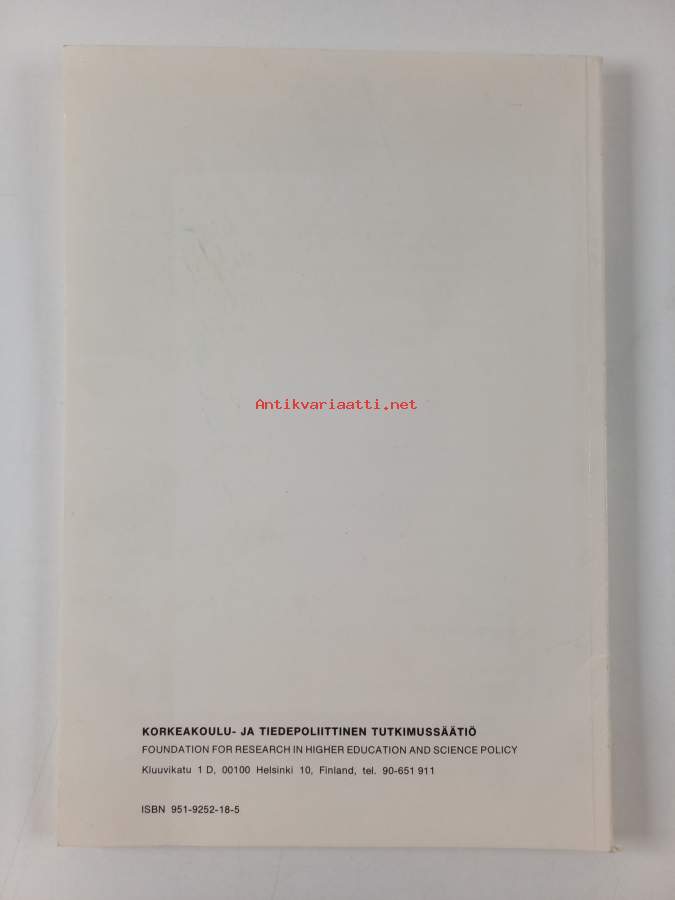 Antikvariaatti.net
KORKEAKOULU- JA TIEDEPOLIITTINEN TUTKIMUSSÄÄTIÖ
FOUNDATION FOR RESEARCH IN HIGHER EDUCATION AND SCIENCE POLICY
Kluuvikatu 1 D, 00100 Helsinki 10, Finland, tel. 90-651 911
ISBN 951-9252-18-5